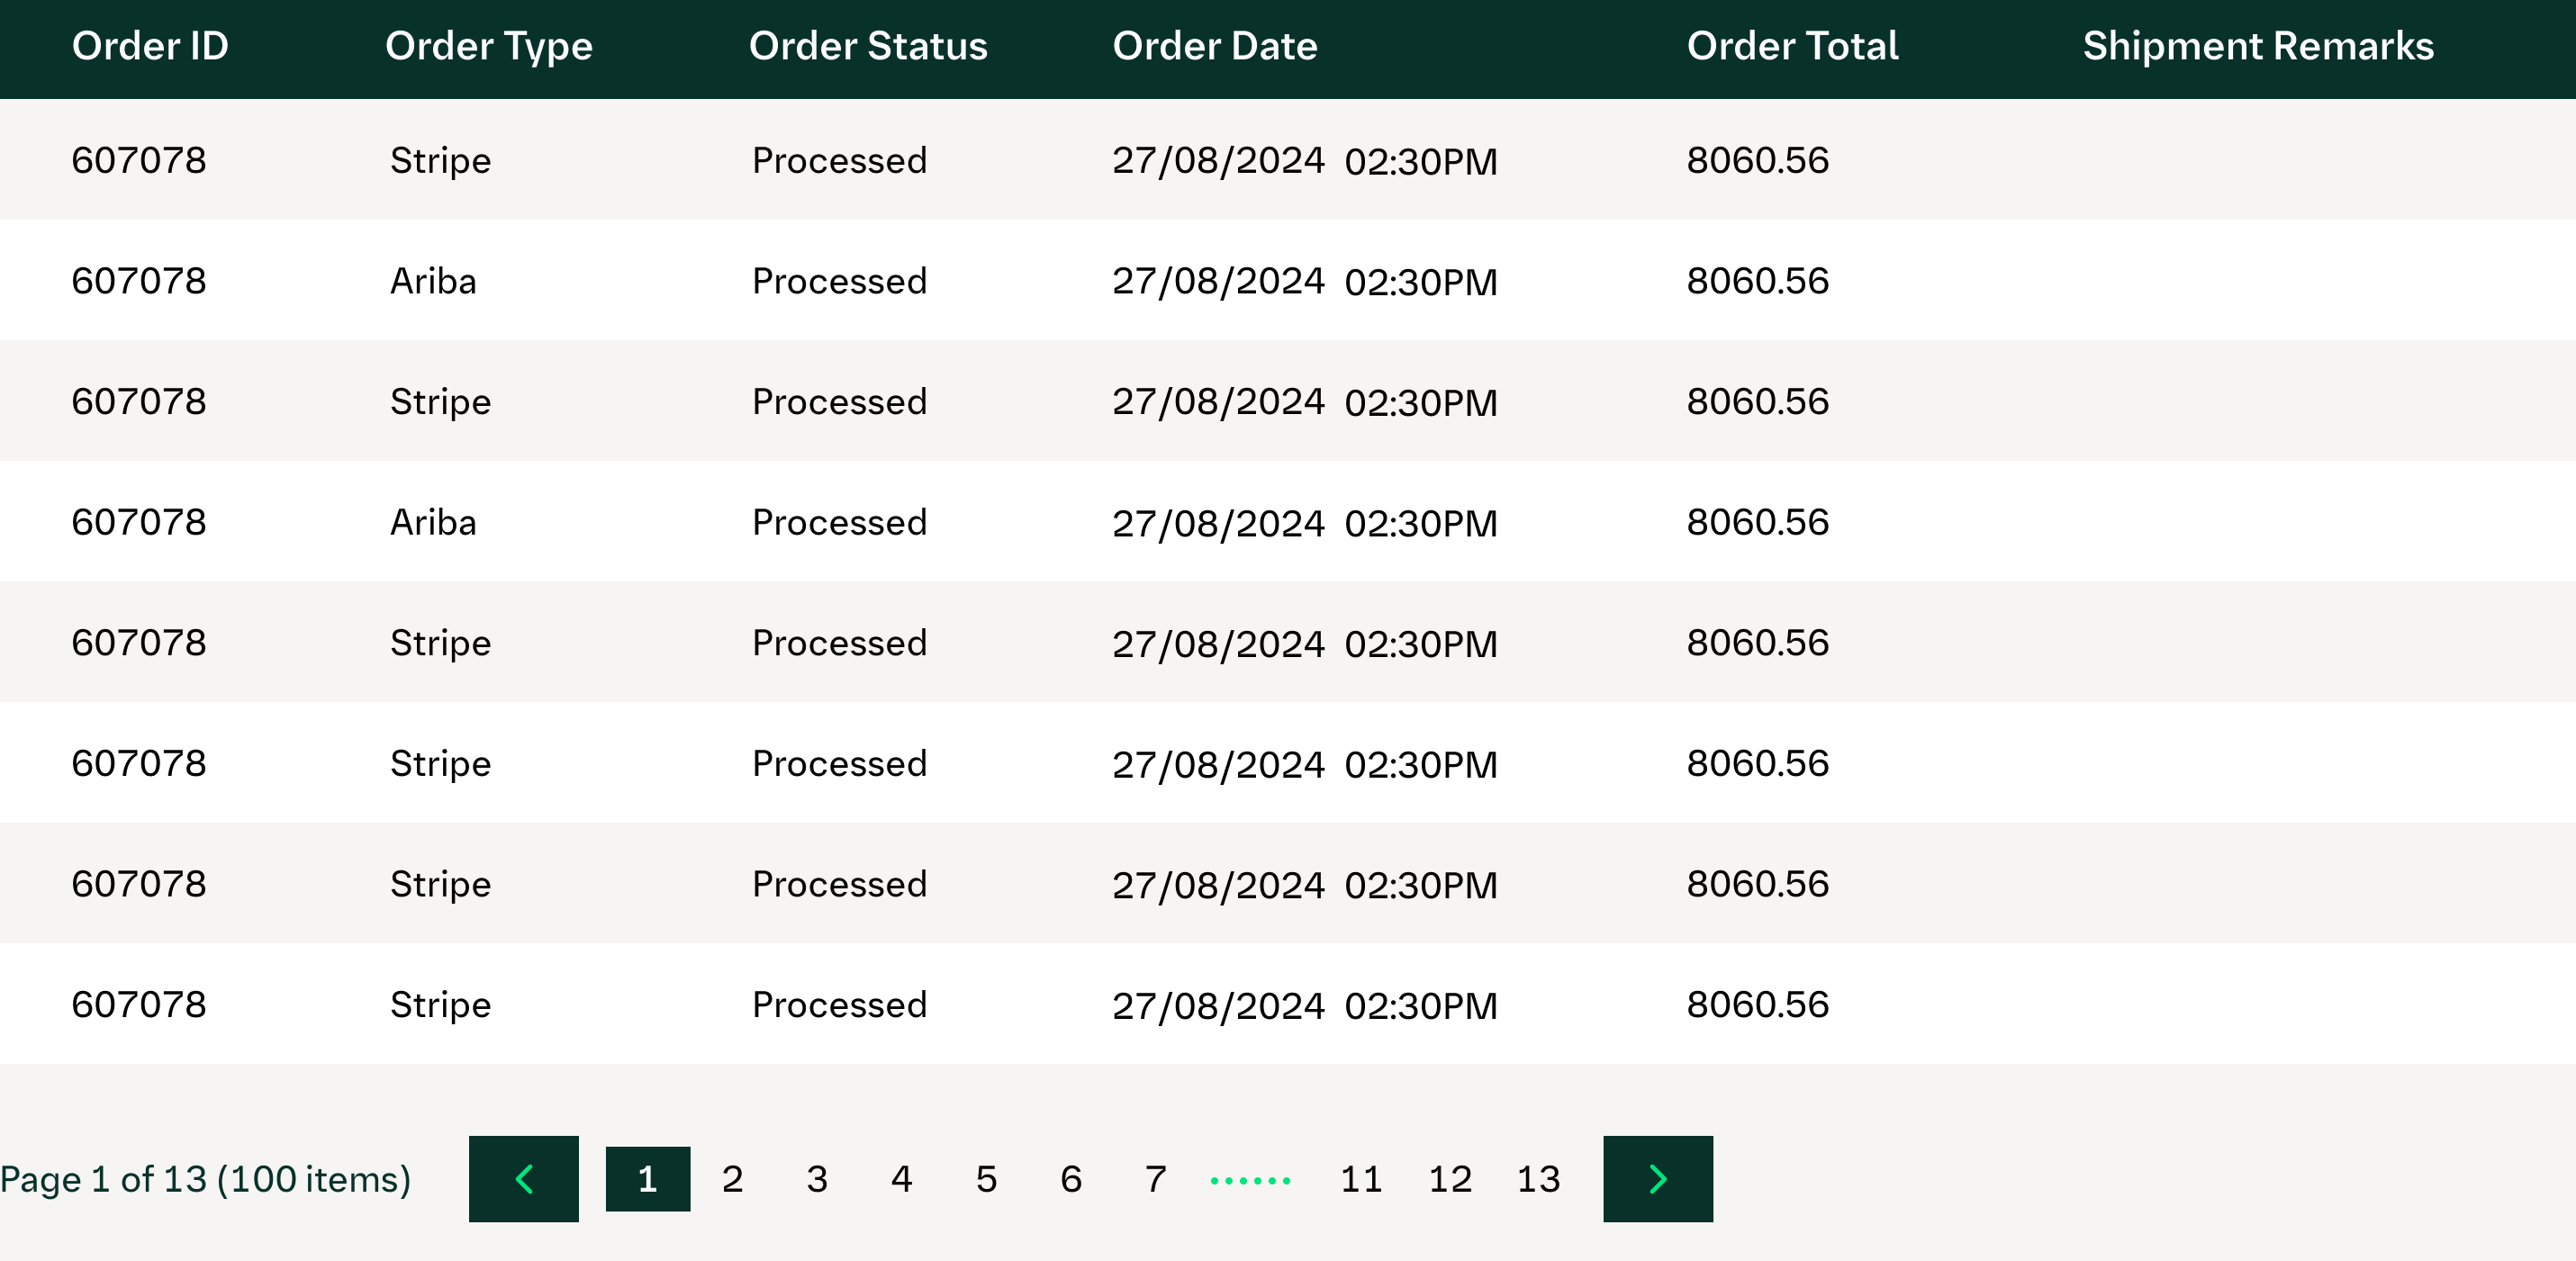 Order ID Order Type Order Status Order Date Order Total Shipment Remarks
607078 Stripe Processed 27/08/2024 02:30PM 8060.56
607078 Ariba Processed 27/08/2024 02:30PM 8060.56
607078 Stripe Processed 27/08/2024 02:30PM 8060.56
607078 Ariba Processed 27/08/2024 02:30PM 8060.56
607078 Stripe Processed 27/08/2024 02:30PM 8060.56
607078 Stripe Processed 27/08/2024 02:30PM 8060.56
607078 Stripe Processed 27/08/2024 02:30PM 8060.56
607078 Stripe Processed 27/08/2024 02:30PM 8060.56
Page 1 of 13 (100 items) 1 2 3 4 5 6 7 ...... 11 12 13